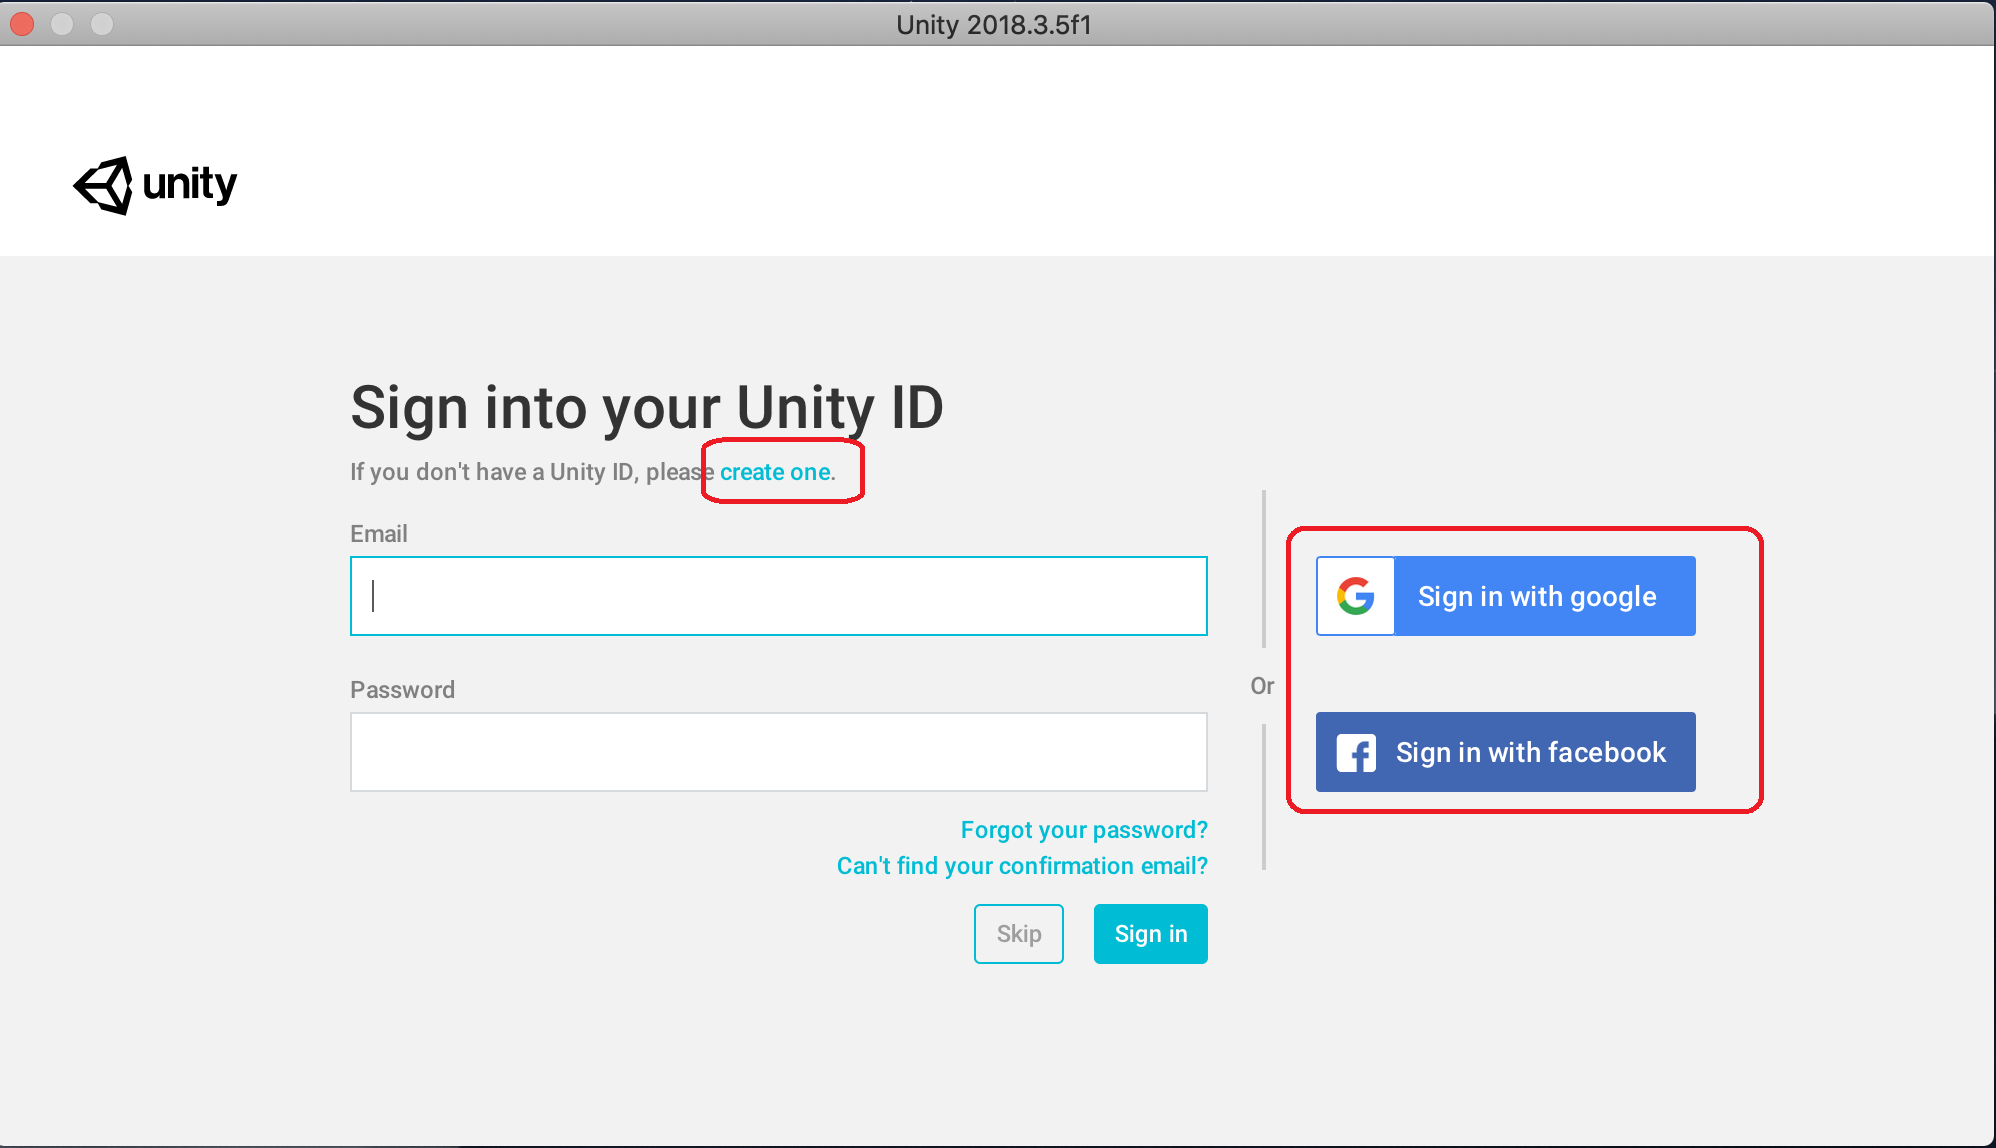 Unity 2018.3.5f1
unity
Sign into your Unity ID
If you don't have a Unity ID, please create one.
Email
Password
Forgot your password?
Can't find your confirmation email?
Skip
Sign in
Or
Sign in with google
Sign in with facebook